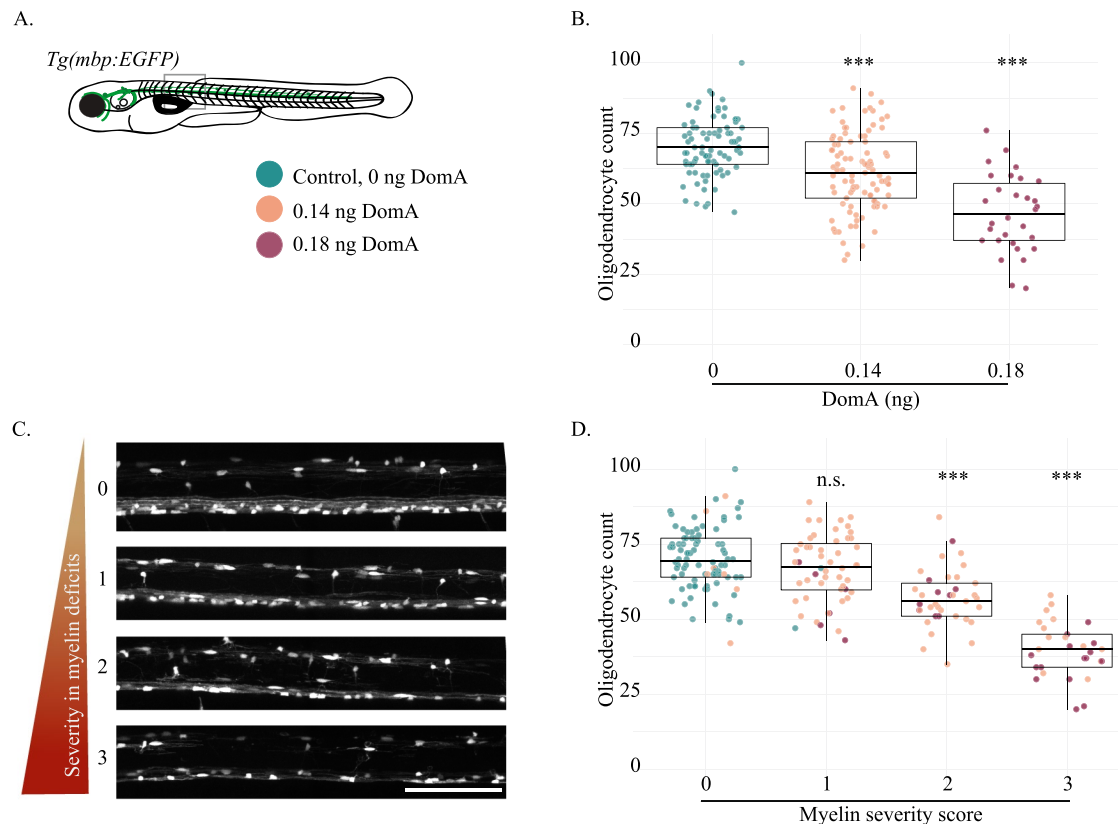 A.
Tg(mbp:EGFP)
Control, 0 ng DomA
0.14 ng DomA
0.18 ng DomA
B.
Oligodendrocyte count
100
75
50
25
0
***
***
0
0.14
0.18
DomA (ng)
C.
Severity in myelin deficits
0
1
2
3
D.
Oligodendrocyte count
100
75
50
25
0
n.s.
***
***
0
1
2
3
Myelin severity score